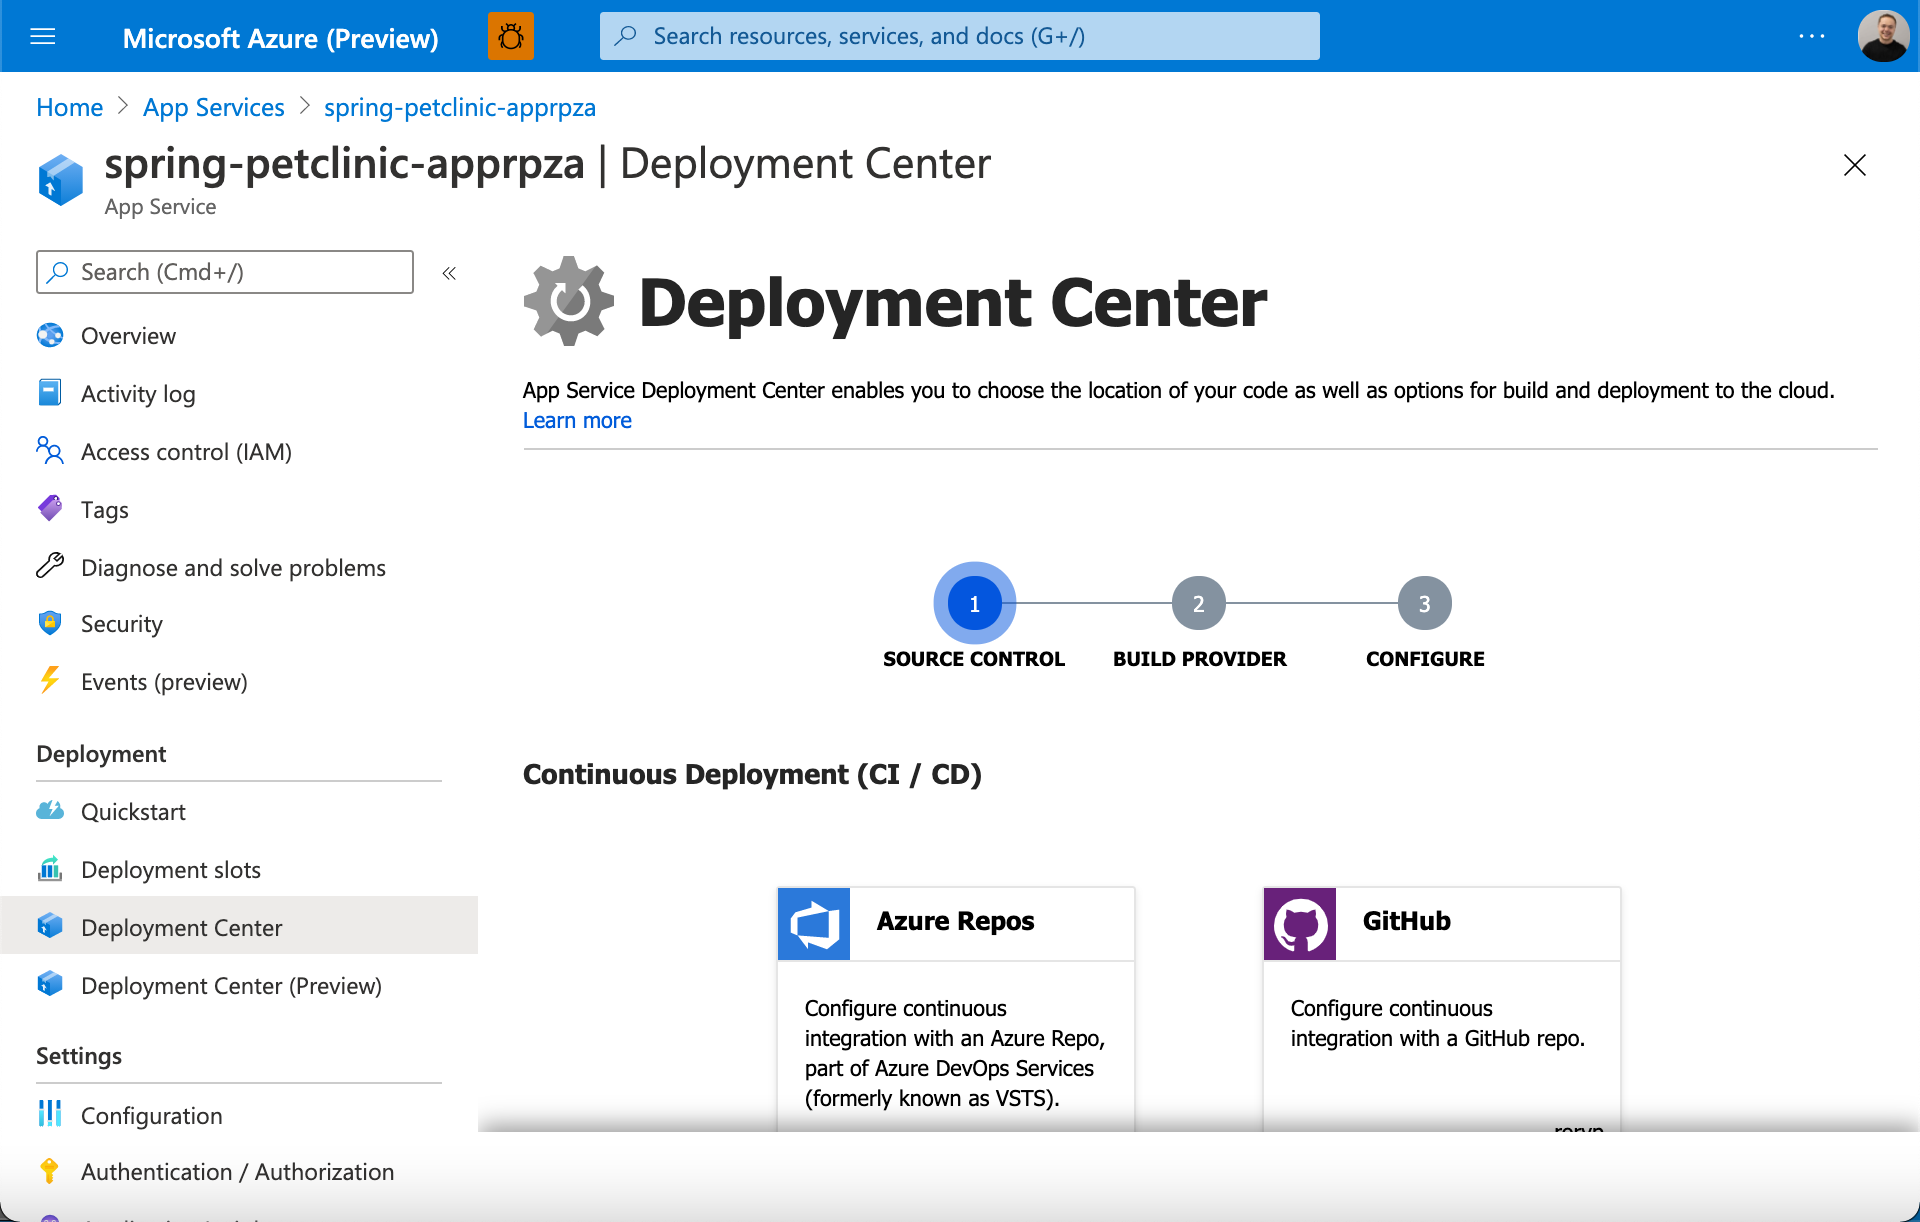 Microsoft Azure (Preview)
Search resources, services, and docs (G+/)
...
Home > App Services > spring-petclinic-apprpza
spring-petclinic-apprpza | Deployment Center
App Service
Search (Cmd+/)
«
Overview
Activity log
Access control (IAM)
Tags
Diagnose and solve problems
Security
Events (preview)
Deployment
Quickstart
Deployment slots
Deployment Center
Deployment Center (Preview)
Settings
Configuration
Authentication / Authorization
Deployment Center
App Service Deployment Center enables you to choose the location of your code as well as options for build and deployment to the cloud.
Learn more
1 2 3
SOURCE CONTROL BUILD PROVIDER CONFIGURE
Continuous Deployment (CI / CD)
Azure Repos
Configure continuous
integration with an Azure Repo,
part of Azure DevOps Services
(formerly known as VSTS).
GitHub
Configure continuous
integration with a GitHub repo.